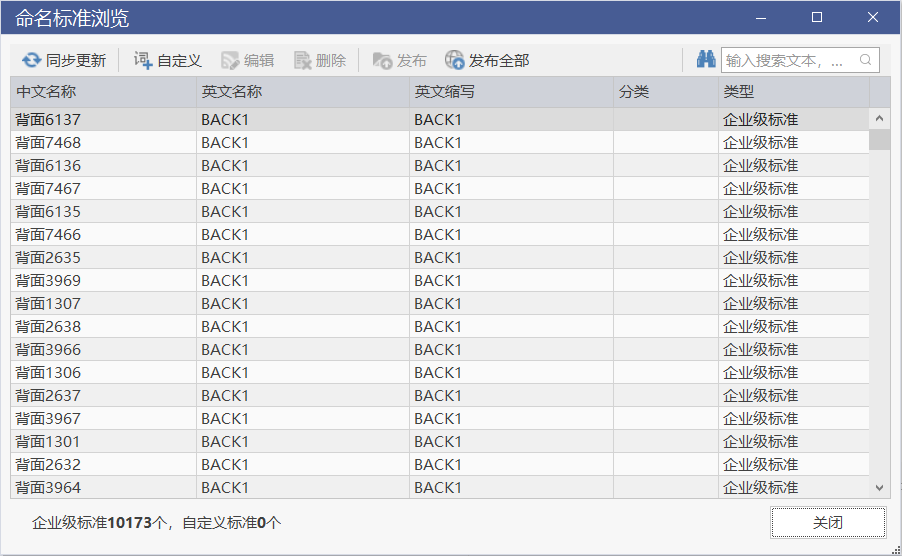 命名标准浏览
同步更新 自定义 编辑 删除 发布 发布全部 输入搜索文本，...
中文名称 英文名称 英文缩写 分类 类型
背面6137 BACK1 BACK1 企业级标准
背面7468 BACK1 BACK1 企业级标准
背面6136 BACK1 BACK1 企业级标准
背面7467 BACK1 BACK1 企业级标准
背面6135 BACK1 BACK1 企业级标准
背面7466 BACK1 BACK1 企业级标准
背面2635 BACK1 BACK1 企业级标准
背面3969 BACK1 BACK1 企业级标准
背面1307 BACK1 BACK1 企业级标准
背面2638 BACK1 BACK1 企业级标准
背面3966 BACK1 BACK1 企业级标准
背面1306 BACK1 BACK1 企业级标准
背面2637 BACK1 BACK1 企业级标准
背面3967 BACK1 BACK1 企业级标准
背面1301 BACK1 BACK1 企业级标准
背面2632 BACK1 BACK1 企业级标准
背面3964 BACK1 BACK1 企业级标准
企业级标准10173个，自定义标准0个 关闭